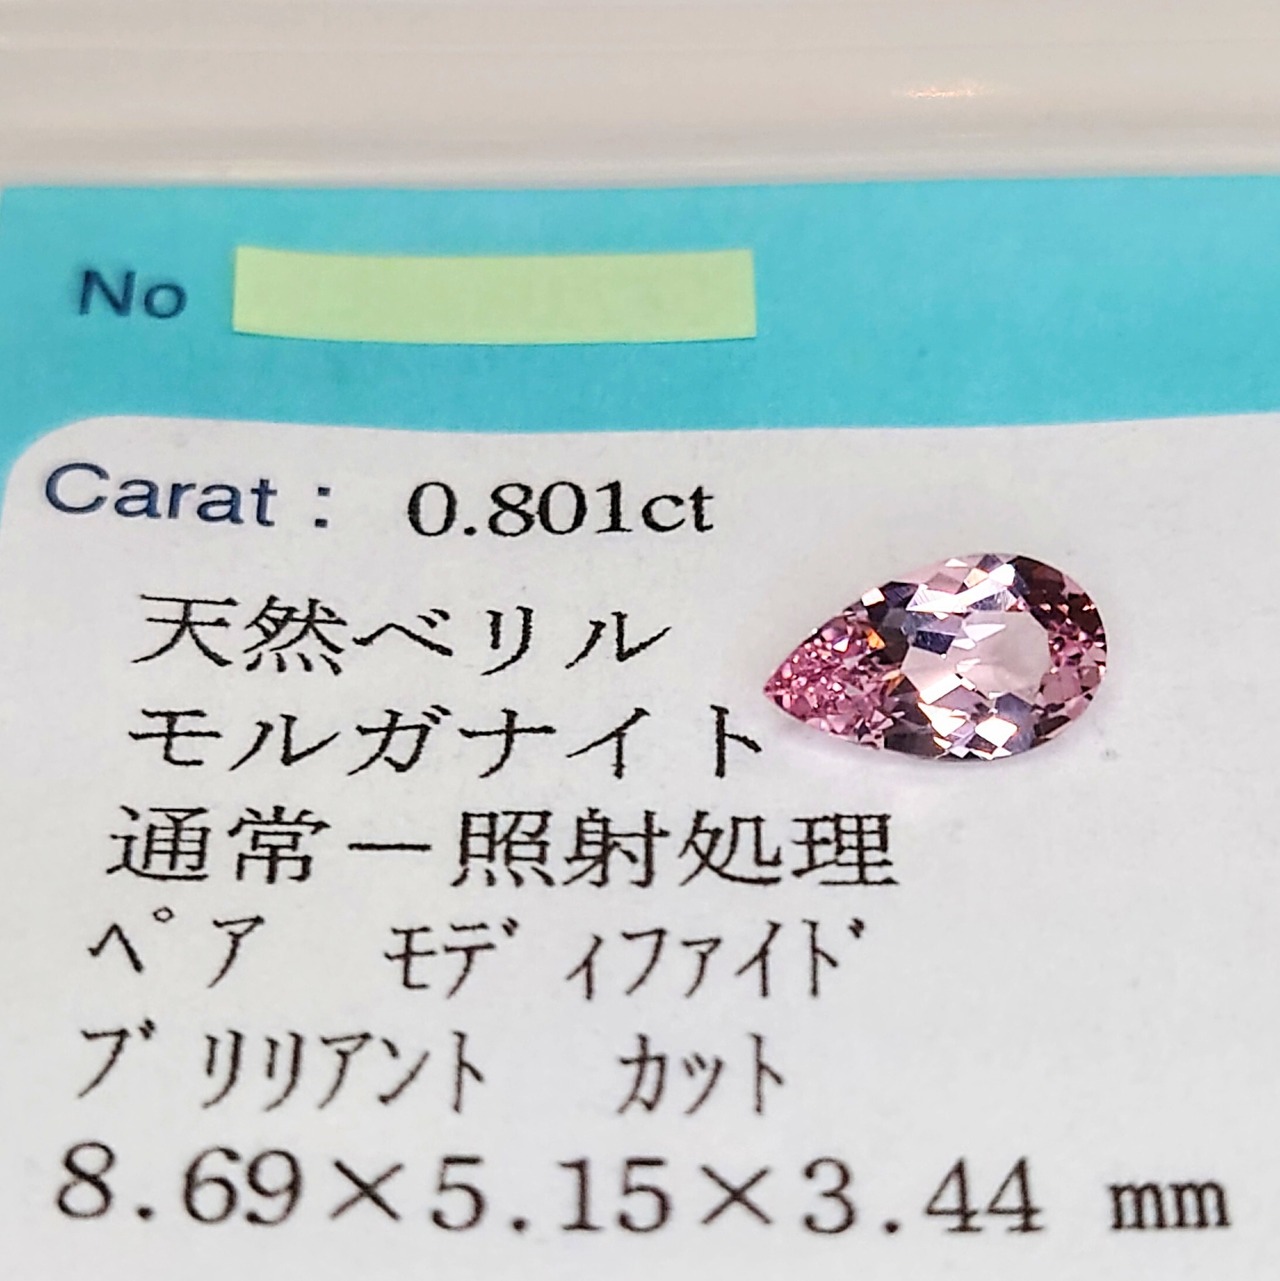 No
Carat : 0.801ct
天然ベリル
モルガナイト
通常－照射処理
ペア モディファイド
ブリリアント カット
8.69×5.15×3.44 mm